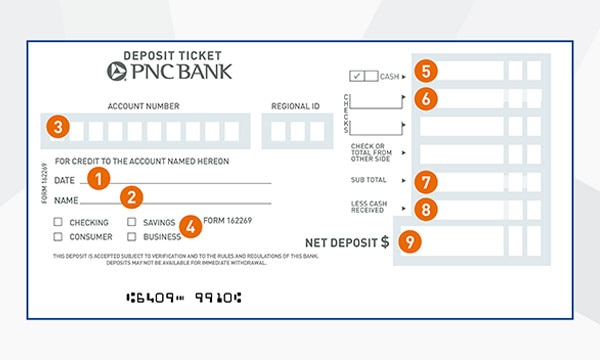 DEPOSIT TICKET
PNC BANK
CASH
5
ACCOUNT NUMBER
REGIONAL ID
CHECKS
6
3
CHECK OR
TOTAL FROM
OTHER SIDE
FOR CREDIT TO THE ACCOUNT NAMED HEREON
FORM 162269
DATE
1
SUB TOTAL
7
NAME
2
LESS CASH
RECEIVED
8
CHECKING
SAVINGS
4
FORM 162269
CONSUMER
BUSINESS
NET DEPOSIT $
9
THIS DEPOSIT IS ACCEPTED SUBJECT TO VERIFICATION AND TO THE RULES AND REGULATIONS OF THIS BANK.
DEPOSITS MAY NOT BE AVAILABLE FOR IMMEDIATE WITHDRAWAL.
⑆6409⑉ 9910⑆